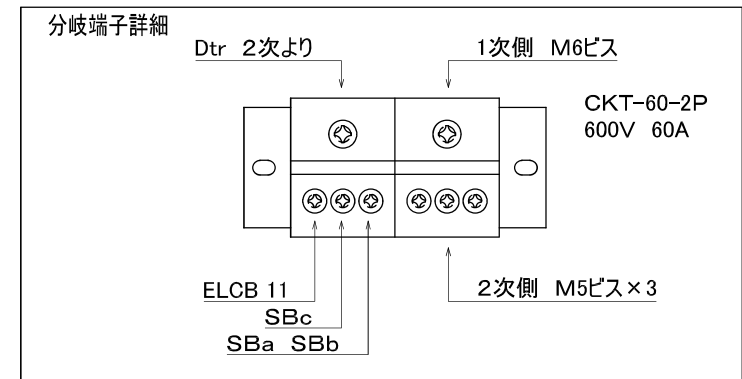 分岐端子詳細
Dtr 2次より
1次側 M6ビス
CKT-60-2P
600V 60A
ELCB 11
SBc
SBa SBb
2次側 M5ビス×3